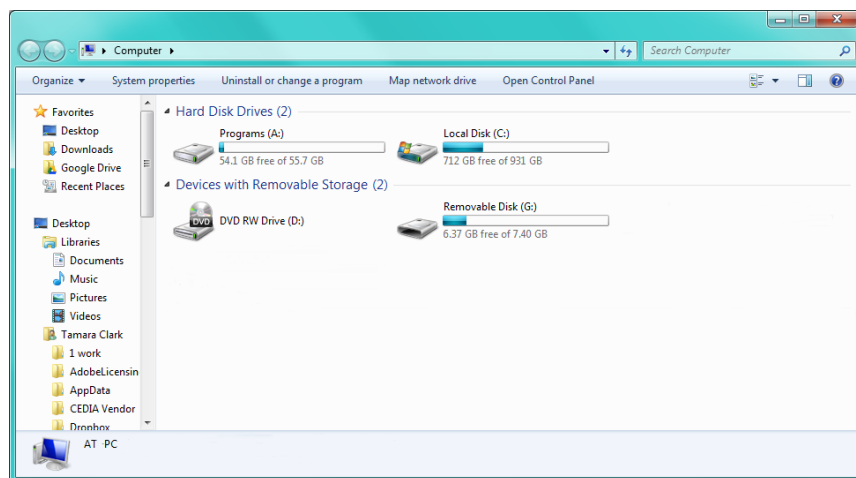 Computer
Search Computer
Organize
System properties
Uninstall or change a program
Map network drive
Open Control Panel
Favorites
Desktop
Downloads
Google Drive
Recent Places
Desktop
Libraries
Documents
Music
Pictures
Videos
Tamara Clark
1 work
AdobeLicensin
AppData
CEDIA Vendor
Dropbox
Hard Disk Drives (2)
Programs (A:)
54.1 GB free of 55.7 GB
Local Disk (C:)
712 GB free of 931 GB
Devices with Removable Storage (2)
DVD
DVD RW Drive (D:)
Removable Disk (G:)
6.37 GB free of 7.40 GB
AT -PC